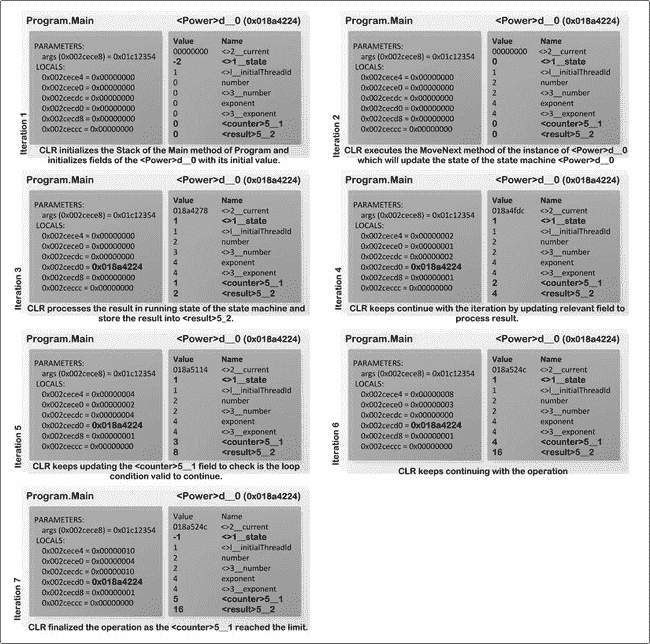 Program.Main <Power>d__0 (0x018a4224)
PARAMETERS:
args (0x002cece8) = 0x01c12354
LOCALS:
0x002cece4 = 0x00000000
0x002cece0 = 0x00000000
0x002cecdc = 0x00000000
0x002cecd0 = 0x00000000
0x002cecd8 = 0x00000000
0x002ceccc = 0x00000000
Value Name
00000000 <>2__current
-2 <>1__state
1 <>l__initialThreadId
0 number
0 <>3__number
0 exponent
0 <>3__exponent
0 <counter>5__1
0 <result>5__2
Iteration 1
CLR initializes the Stack of the Main method of Program and
initializes fields of the <Power>d__0 with its initial value.
Program.Main <Power>d__0 (0x018a4224)
PARAMETERS:
args (0x002cece8) = 0x01c12354
LOCALS:
0x002cece4 = 0x00000000
0x002cece0 = 0x00000000
0x002cecdc = 0x00000000
0x002cecd0 = 0x00000000
0x002cecd8 = 0x00000000
0x002ceccc = 0x00000000
Value Name
00000000 <>2__current
0 <>1__state
1 <>l__initialThreadId
2 number
2 <>3__number
4 exponent
4 <>3__exponent
0 <counter>5__1
0 <result>5__2
Iteration 2
CLR executes the MoveNext method of the instance of <Power>d__0
which will update the state of the state machine <Power>d__0
Program.Main <Power>d__0 (0x018a4224)
PARAMETERS:
args (0x002cece8) = 0x01c12354
LOCALS:
0x002cece4 = 0x00000000
0x002cece0 = 0x00000000
0x002cecdc = 0x00000000
0x002cecd0 = 0x018a4224
0x002cecd8 = 0x00000000
0x002ceccc = 0x00000000
Value Name
018a4278 <>2__current
1 <>1__state
1 <>l__initialThreadId
2 number
3 <>3__number
4 exponent
4 <>3__exponent
1 <counter>5__1
2 <result>5__2
Iteration 3
CLR processes the result in running state of the state machine and
store the result into <result>5_2.
Program.Main <Power>d__0 (0x018a4224)
PARAMETERS:
args (0x002cece8) = 0x01c12354
LOCALS:
0x002cece4 = 0x00000002
0x002cece0 = 0x00000001
0x002cecdc = 0x00000002
0x002cecd0 = 0x018a4224
0x002cecd8 = 0x00000001
0x002ceccc = 0x00000000
Value Name
018a4fdc <>2__current
1 <>1__state
1 <>l__initialThreadId
2 number
2 <>3__number
4 exponent
4 <>3__exponent
2 <counter>5__1
4 <result>5__2
Iteration 4
CLR keeps continue with the iteration by updating relevant field to
process result.
Program.Main <Power>d__0 (0x018a4224)
PARAMETERS:
args (0x002cece8) = 0x01c12354
LOCALS:
0x002cece4 = 0x00000004
0x002cece0 = 0x00000002
0x002cecdc = 0x00000004
0x002cecd0 = 0x018a4224
0x002cecd8 = 0x00000001
0x002ceccc = 0x00000000
Value Name
018a5114 <>2__current
1 <>1__state
1 <>l__initialThreadId
2 number
2 <>3__number
4 exponent
4 <>3__exponent
3 <counter>5__1
8 <result>5__2
Iteration 5
CLR keeps updating the <counter>5__1 field to check is the loop
condition valid to continue.
Program.Main <Power>d__0 (0x018a4224)
PARAMETERS:
args (0x002cece8) = 0x01c12354
LOCALS:
0x002cece4 = 0x00000008
0x002cece0 = 0x00000003
0x002cecdc = 0x00000000
0x002cecd0 = 0x018a4224
0x002cecd8 = 0x00000001
0x002ceccc = 0x00000000
Value Name
018a524c <>2__current
1 <>1__state
1 <>l__initialThreadId
2 number
2 <>3__number
4 exponent
4 <>3__exponent
4 <counter>5__1
16 <result>5__2
Iteration 6
CLR keeps continuing with the operation
Program.Main <Power>d__0 (0x018a4224)
PARAMETERS:
args (0x002cece8) = 0x01c12354
LOCALS:
0x002cece4 = 0x00000010
0x002cece0 = 0x00000004
0x002cecdc = 0x00000010
0x002cecd0 = 0x018a4224
0x002cecd8 = 0x00000001
0x002ceccc = 0x00000000
Value Name
018a524c <>2__current
-1 <>1__state
1 <>l__initialThreadId
2 number
2 <>3__number
4 exponent
4 <>3__exponent
5 <counter>5__1
16 <result>5__2
Iteration 7
CLR finalized the operation as the <counter>5__1 reached the limit.